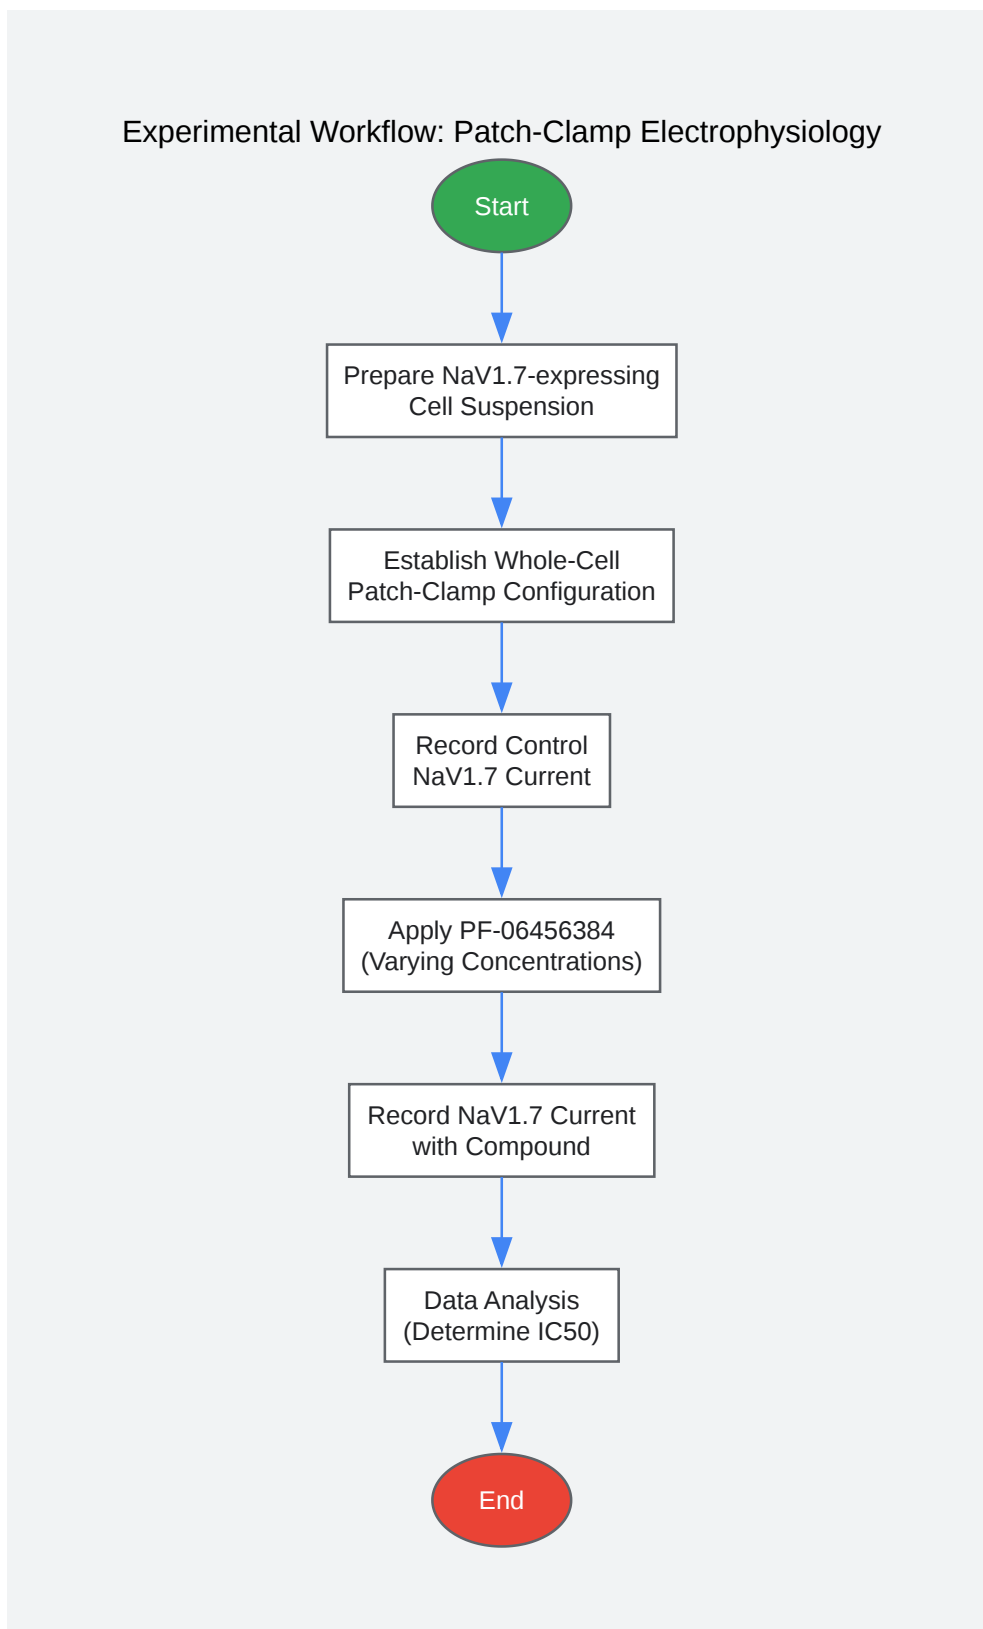 Experimental Workflow: Patch-Clamp Electrophysiology
Start
Prepare NaV1.7-expressing
Cell Suspension
Establish Whole-Cell
Patch-Clamp Configuration
Record Control
NaV1.7 Current
Apply PF-06456384
(Varying Concentrations)
Record NaV1.7 Current
with Compound
Data Analysis
(Determine IC50)
End